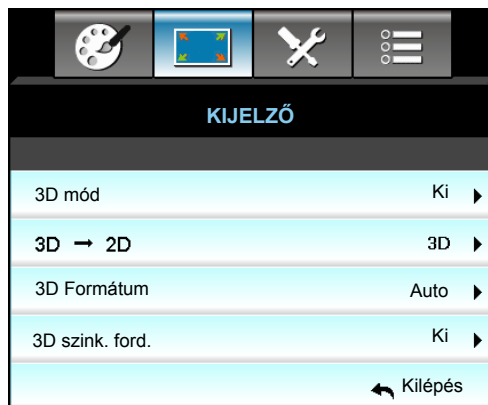 KIJELZŐ
3D mód Ki
3D → 2D 3D
3D Formátum Auto
3D szink. ford. Ki
Kilépés